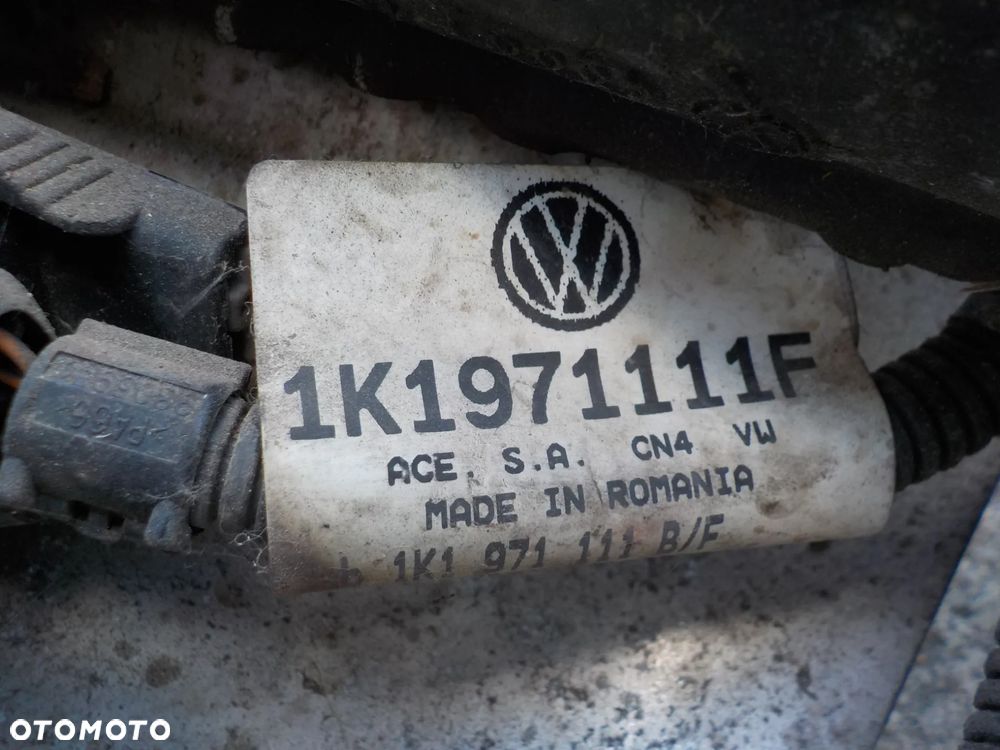 1K1971111F
ACE. S.A. CN4 VW
MADE IN ROMANIA
1K1 971 111 B/F
OTOMOTO